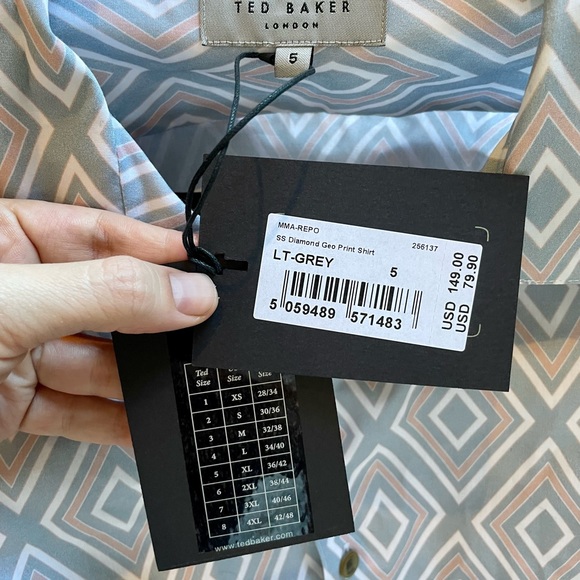 TED BAKER
LONDON
5
MMA-REPO
SS Diamond Geo Print Shirt 256137
LT-GREY 5
5 059489 571483
USD 149.00
USD 79.90
Ted Size Size Size
1 XS 28/34
2 S 30/36
3 M 32/38
4 L 34/40
5 XL 36/42
6 2XL 38/44
7 3XL 40/46
8 4XL 42/48
www.tedbaker.com